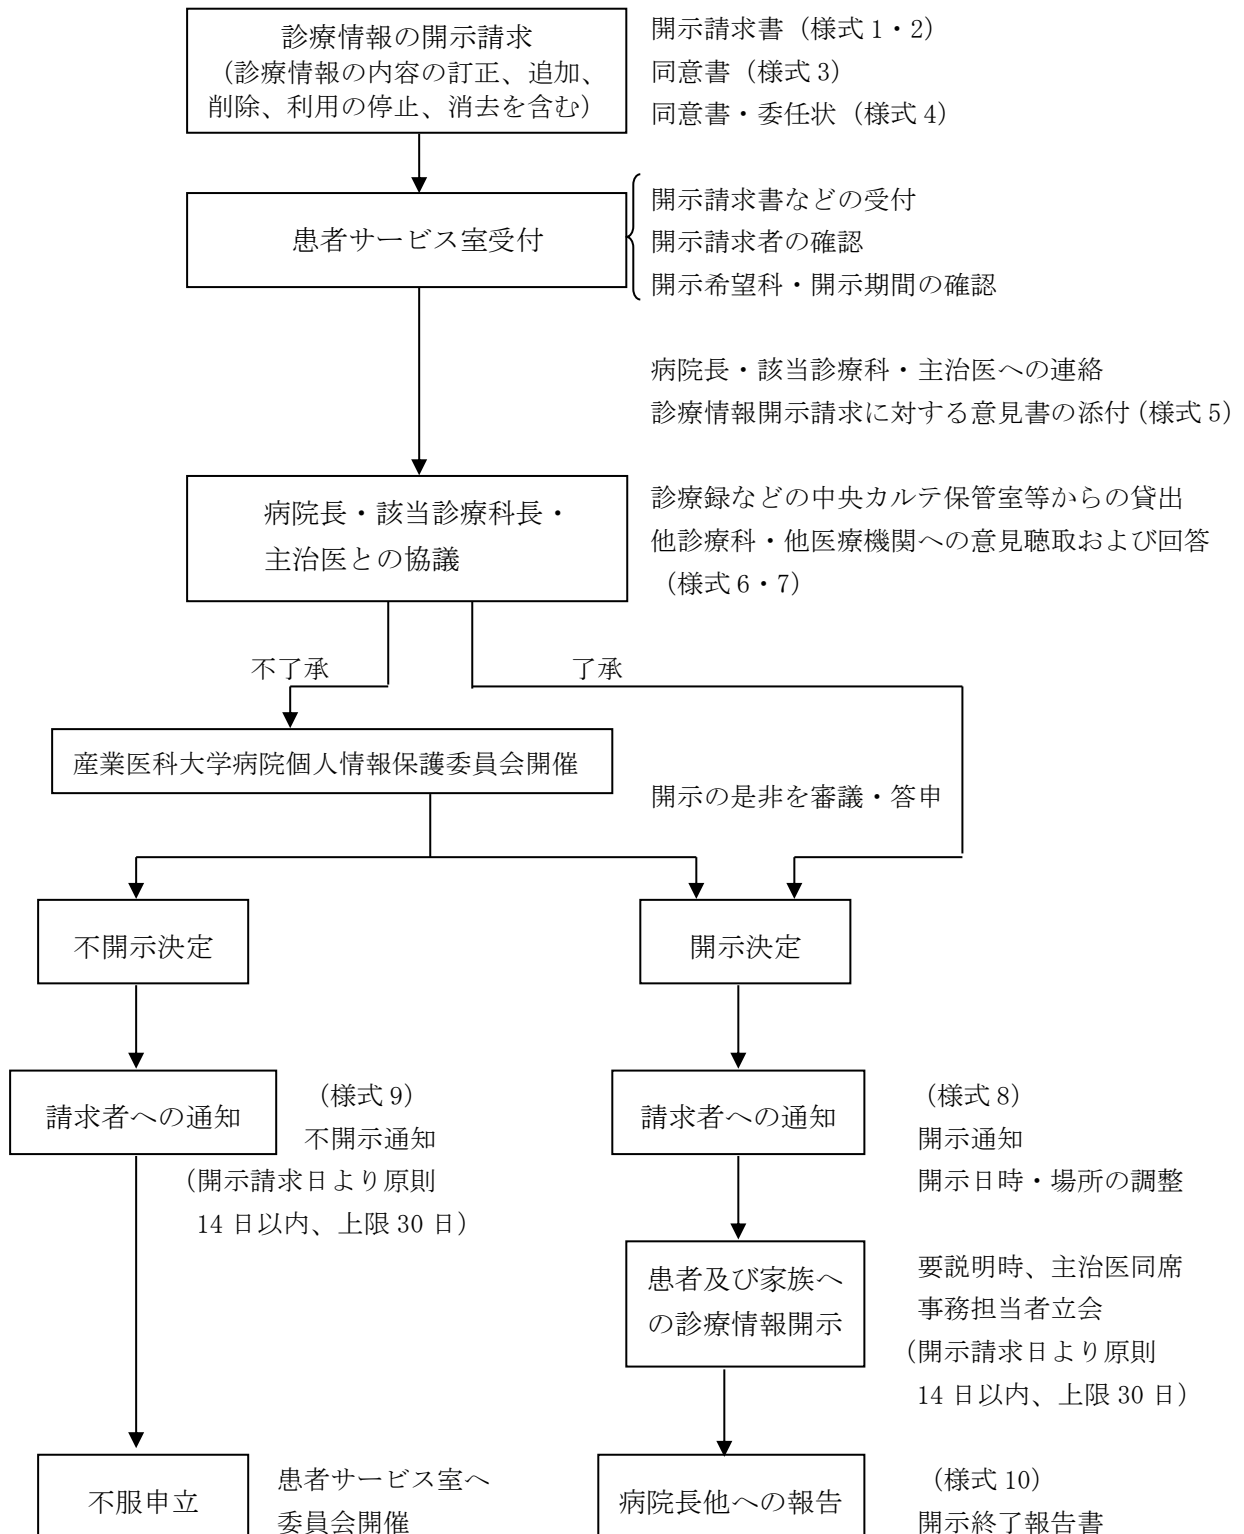 診療情報の開示請求
（診療情報の内容の訂正、追加、
削除、利用の停止、消去を含む）
開示請求書（様式 1・2）
同意書（様式 3）
同意書・委任状（様式 4）
患者サービス室受付
開示請求書などの受付
開示請求者の確認
開示希望科・開示期間の確認
病院長・該当診療科・主治医への連絡
診療情報開示請求に対する意見書の添付（様式 5）
病院長・該当診療科長・
主治医との協議
診療録などの中央カルテ保管室等からの貸出
他診療科・他医療機関への意見聴取および回答
（様式 6・7）
不了承
了承
産業医科大学病院個人情報保護委員会開催
開示の是非を審議・答申
不開示決定
開示決定
請求者への通知
（様式 9）
不開示通知
（開示請求日より原則
14 日以内、上限 30 日）
請求者への通知
（様式 8）
開示通知
開示日時・場所の調整
患者及び家族へ
の診療情報開示
要説明時、主治医同席
事務担当者立会
（開示請求日より原則
14 日以内、上限 30 日）
不服申立
患者サービス室へ
委員会開催
病院長他への報告
（様式 10）
開示終了報告書